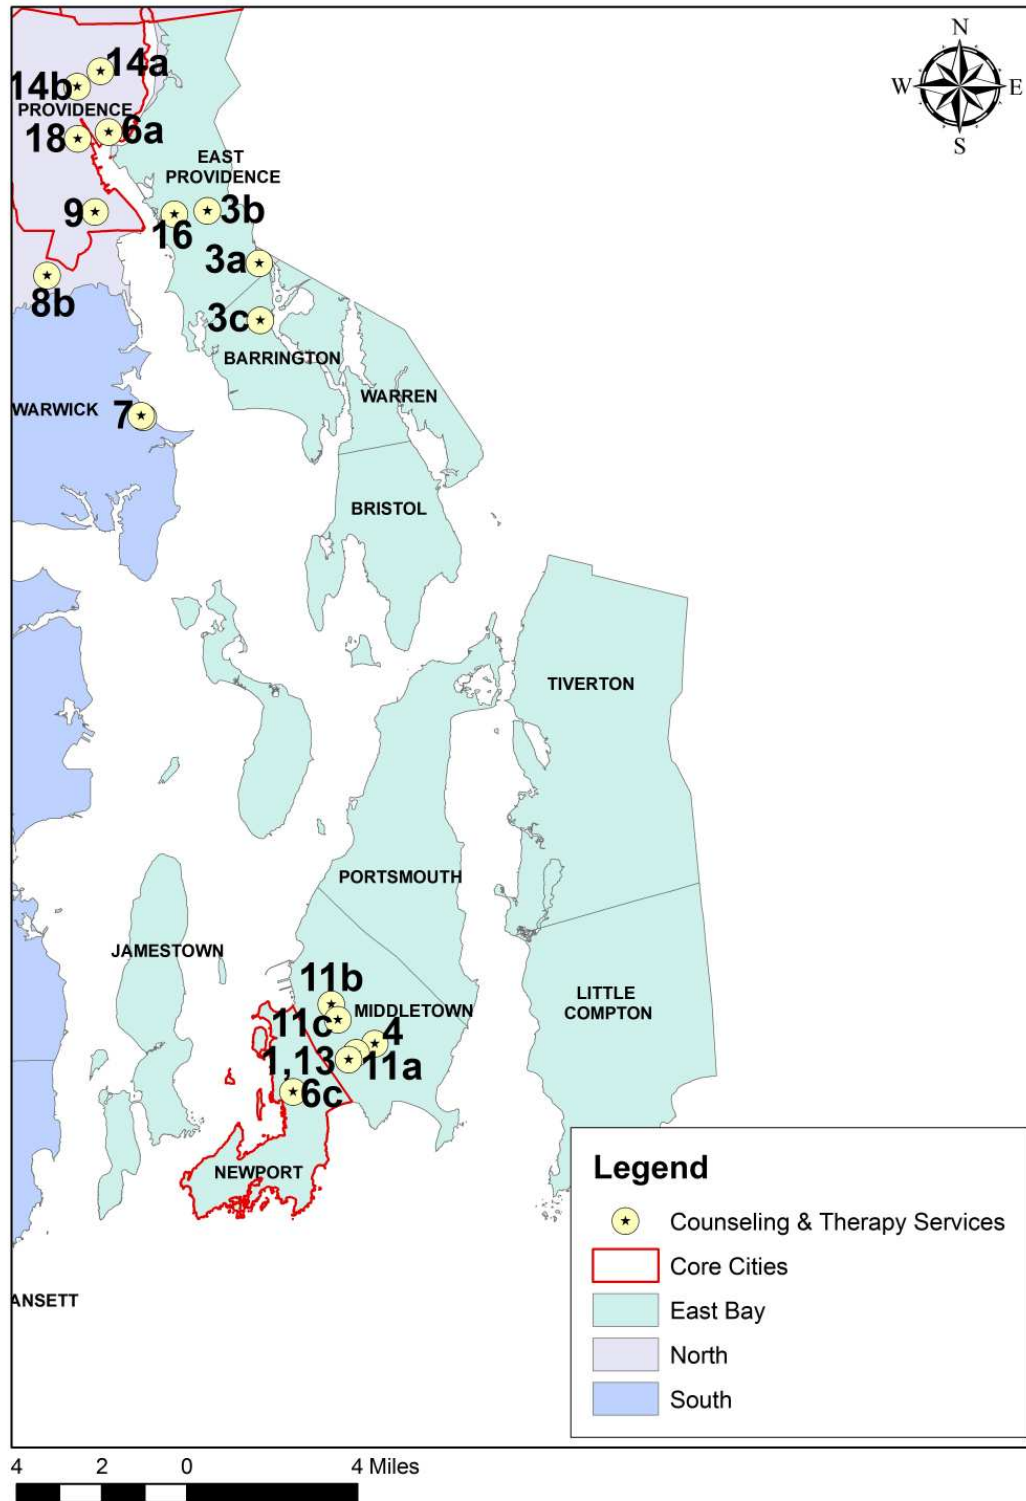 N
W
E
S
14a
14b
PROVIDENCE
6a
18
EAST
PROVIDENCE
9
16
3b
3a
8b
3c
BARRINGTON
WARREN
WARWICK
7
BRISTOL
TIVERTON
PORTSMOUTH
JAMESTOWN
11b
MIDDLETOWN
LITTLE
COMPTON
11c
4
1,13
11a
6c
NEWPORT
ANSETT
Legend
Counseling & Therapy Services
Core Cities
East Bay
North
South
4 2 0 4 Miles